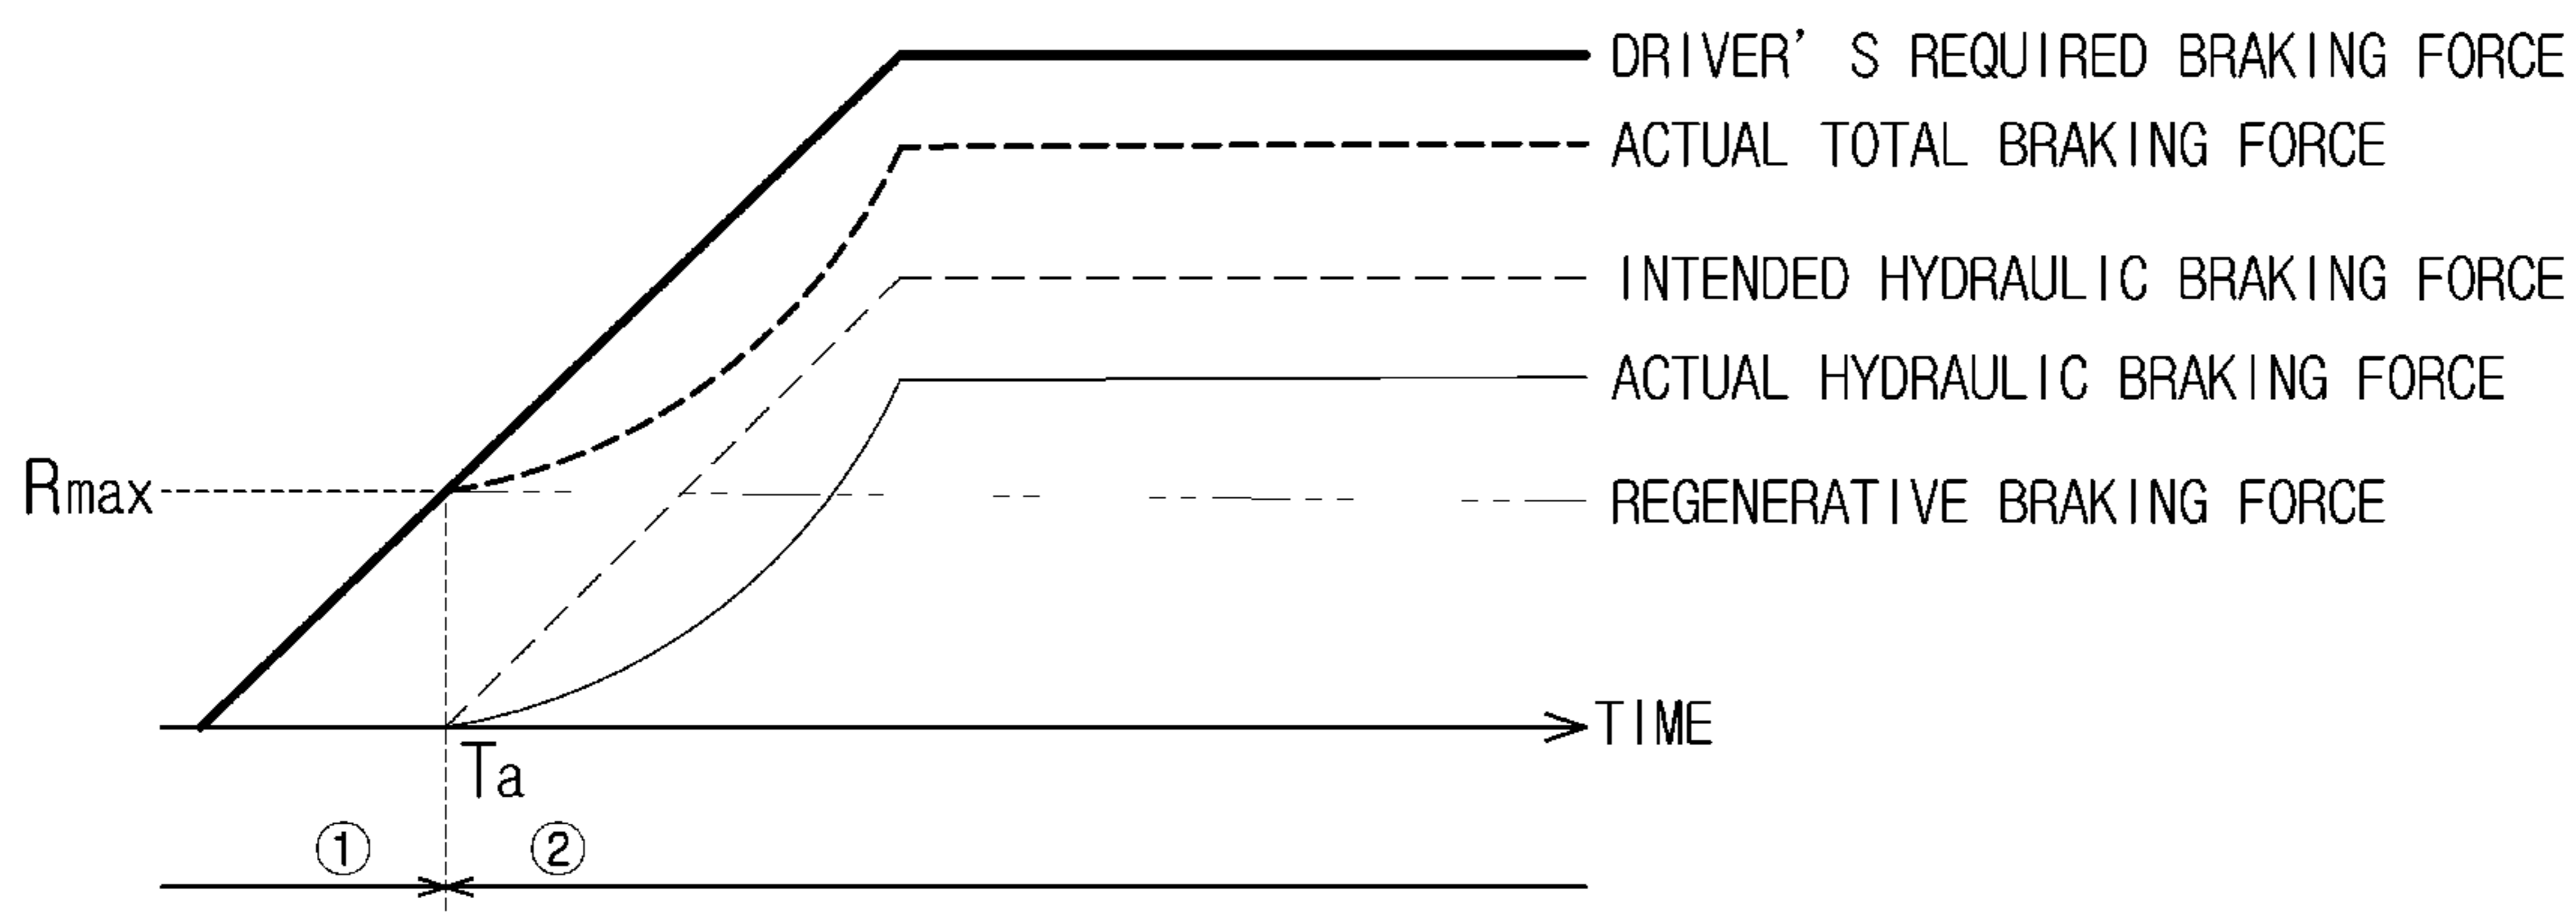 DRIVER'S REQUIRED BRAKING FORCE
ACTUAL TOTAL BRAKING FORCE
INTENDED HYDRAULIC BRAKING FORCE
ACTUAL HYDRAULIC BRAKING FORCE
Rmax
REGENERATIVE BRAKING FORCE
TIME
Ta
① ②